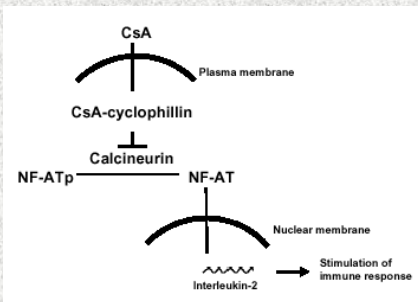 CsA
Plasma membrane
CsA-cyclophillin
Calcineurin
NF-ATp
NF-AT
Nuclear membrane
Interleukin-2
Stimulation of
immune response